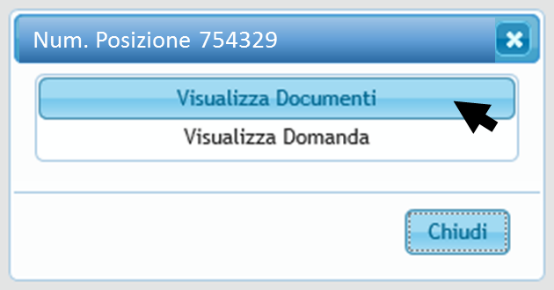 Num. Posizione 754329
Visualizza Documenti
Visualizza Domanda
Chiudi